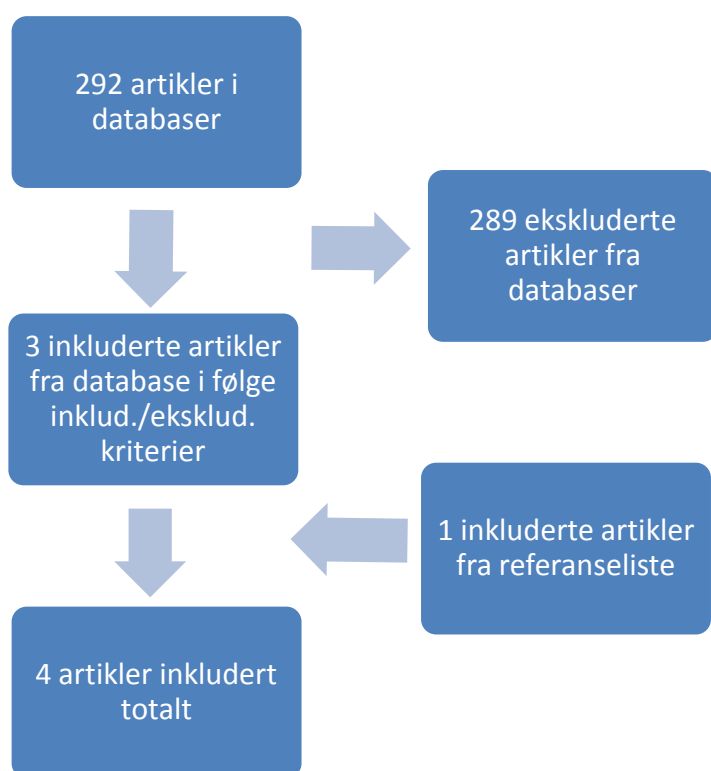 292 artikler i
databaser
289 ekskluderte
artikler fra
databaser
3 inkluderte artikler
fra database i følge
inklud./eksklud.
kriterier
1 inkluderte artikler
fra referanseliste
4 artikler inkludert
totalt